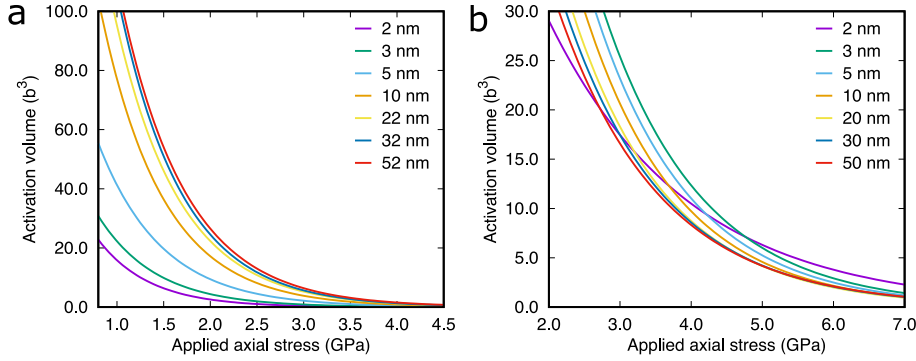 a
Activation volume (b³)
100.0
80.0
60.0
40.0
20.0
0.0
1.0 1.5 2.0 2.5 3.0 3.5 4.0 4.5
Applied axial stress (GPa)
2 nm
3 nm
5 nm
10 nm
22 nm
32 nm
52 nm
b
Activation volume (b³)
30.0
25.0
20.0
15.0
10.0
5.0
0.0
2.0 3.0 4.0 5.0 6.0 7.0
Applied axial stress (GPa)
2 nm
3 nm
5 nm
10 nm
20 nm
30 nm
50 nm